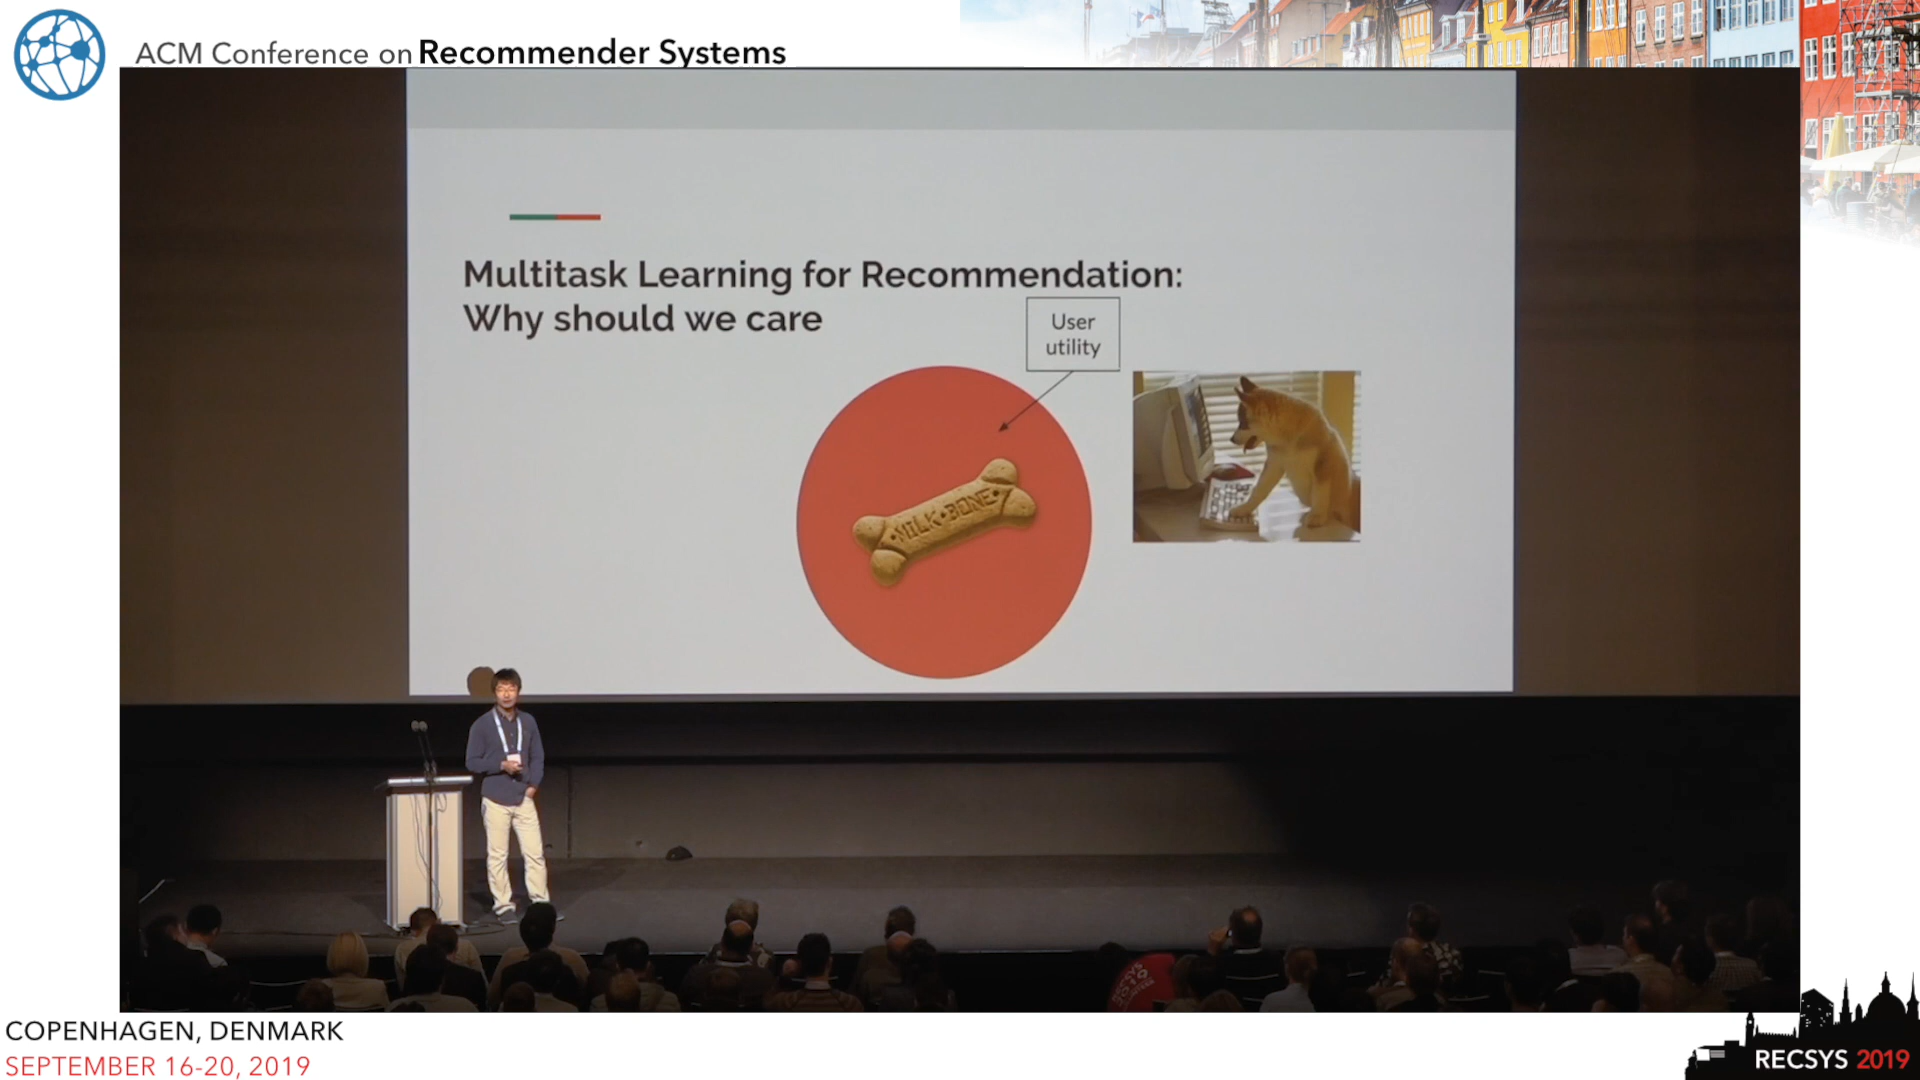 ACM Conference on Recommender Systems
Multitask Learning for Recommendation:
Why should we care
User
utility
MILK•BONE
COPENHAGEN, DENMARK
SEPTEMBER 16-20, 2019
RECSYS 2019